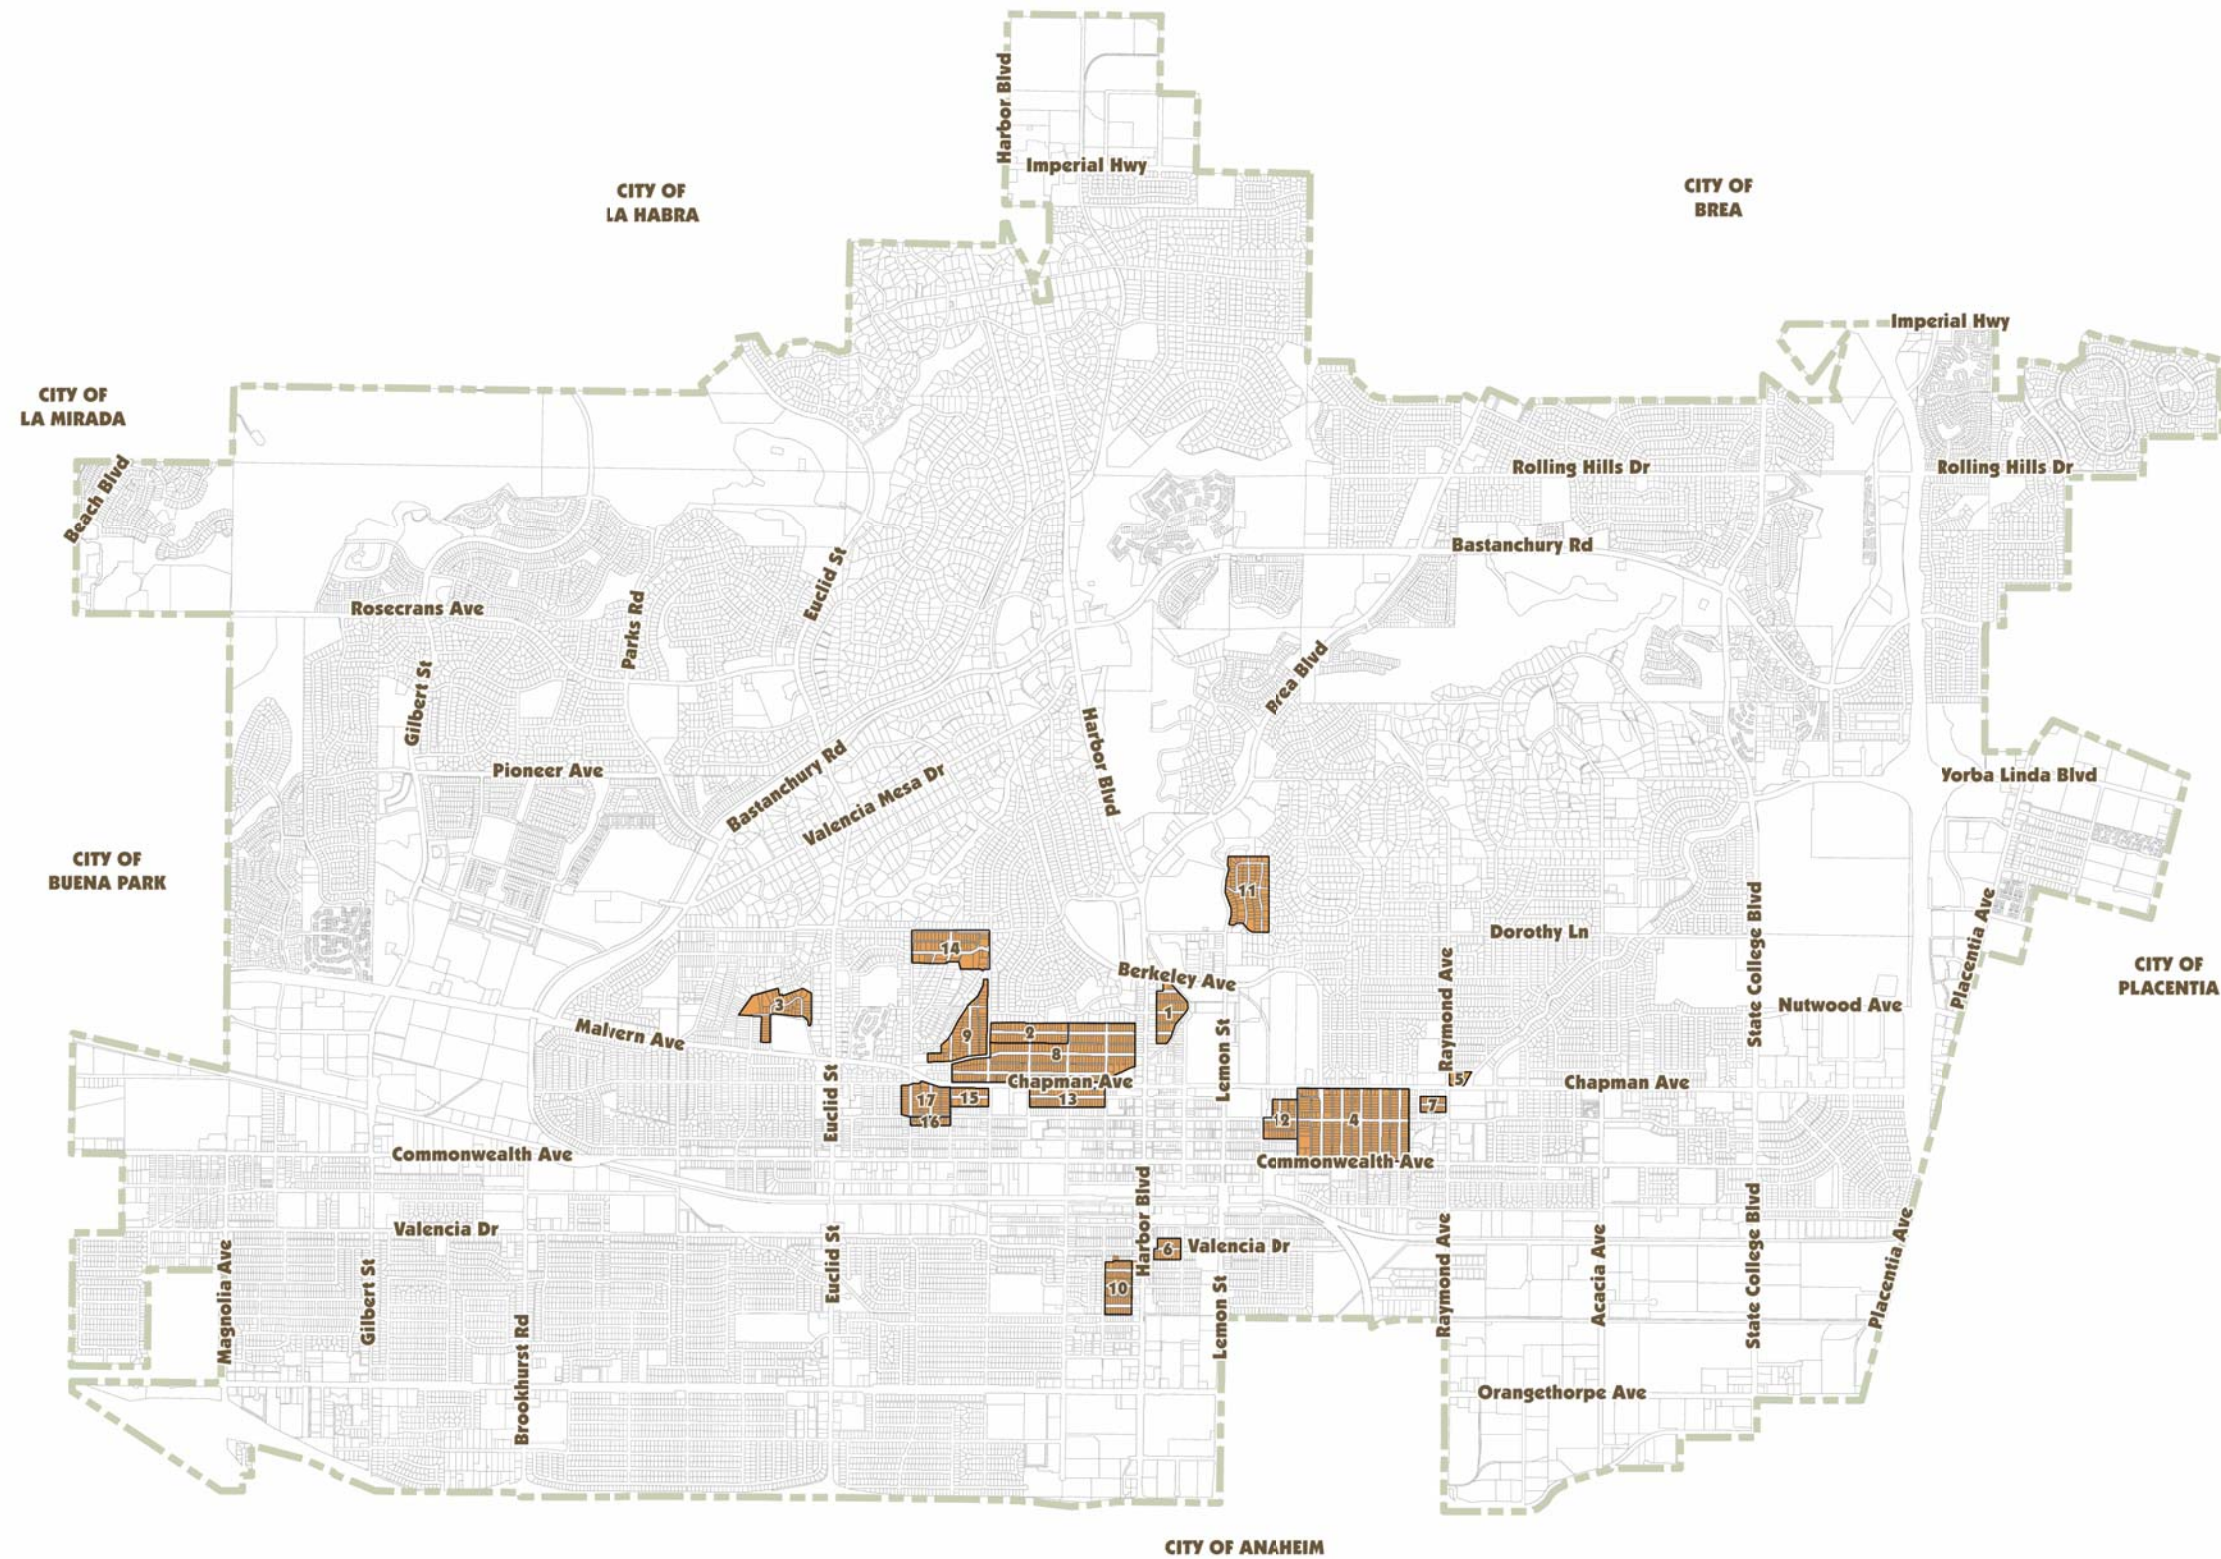 Harbor Blvd
Imperial Hwy
CITY OF
LA HABRA
CITY OF
BREA
Imperial Hwy
CITY OF
LA MIRADA
Beach Blvd
Rolling Hills Dr
Rolling Hills Dr
Bastanchury Rd
Euclid St
Rosecrans Ave
Parks Rd
Gilbert St
Brea Blvd
Harbor Blvd
Pioneer Ave
Bastanchury Rd
Valencia Mesa Dr
Yorba Linda Blvd
CITY OF
BUENA PARK
11
State College Blvd
Placentia Ave
Dorothy Ln
14
Berkeley Ave
Raymond Ave
CITY OF
PLACENTIA
3
1
Nutwood Ave
Malvern Ave
9
2
8
Lemon St
Chapman Ave
5
Chapman Ave
Euclid St
17
15
13
16
12
4
7
Commonwealth Ave
Commonwealth Ave
Harbor Blvd
Valencia Dr
6
Valencia Dr
10
Magnolia Ave
Gilbert St
Brookhurst Rd
Euclid St
Lemon St
Raymond Ave
Acacia Ave
State College Blvd
Placentia Ave
Orangethorpe Ave
CITY OF ANAHEIM